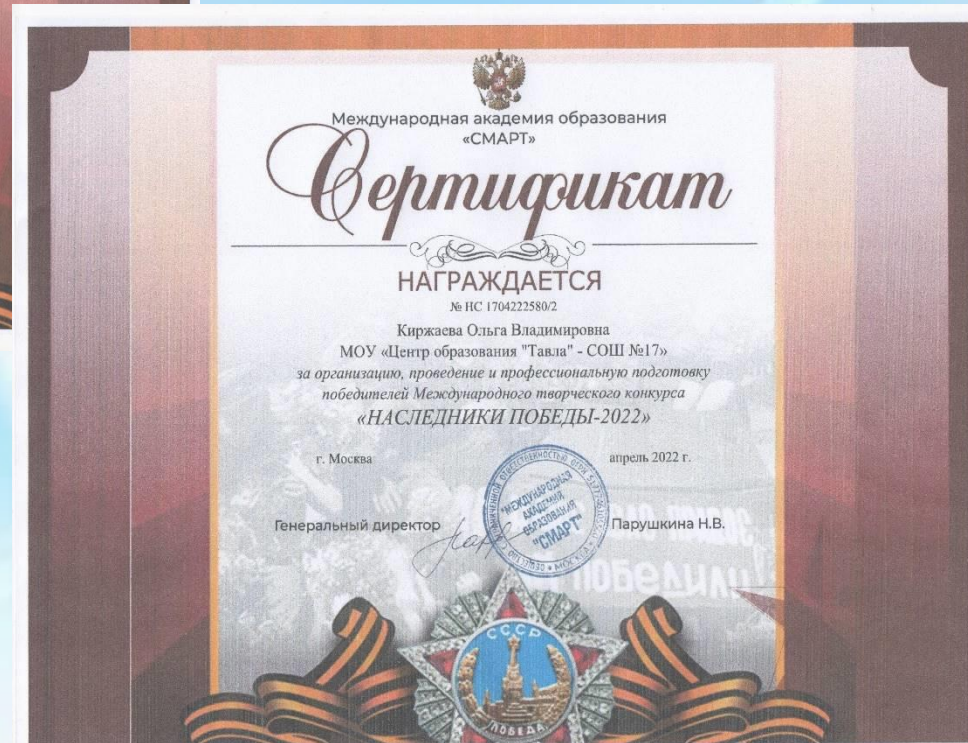 Международная академия образования
«СМАРТ»
Сертификат
НАГРАЖДАЕТСЯ
№ НС 1704222580/2
Киржаева Ольга Владимировна
МОУ «Центр образования "Тавла" - СОШ №17»
за организацию, проведение и профессиональную подготовку
победителей Международного творческого конкурса
«НАСЛЕДНИКИ ПОБЕДЫ-2022»
г. Москва
апрель 2022 г.
"МЕЖДУНАРОДНАЯ
АКАДЕМИЯ
ОБРАЗОВАНИЯ
"СМАРТ"
МОСКВА
Генеральный директор
Парушкина Н.В.
победили
СССР
ПОБЕДА